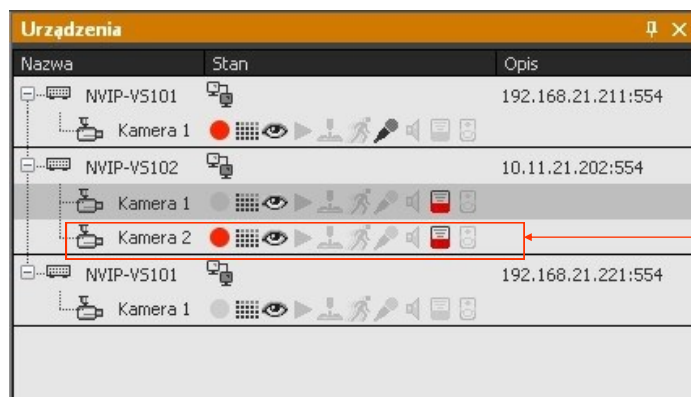 Urządzenia
Nazwa Stan Opis
NVIP-VS101 192.168.21.211:554
Kamera 1
NVIP-VS102 10.11.21.202:554
Kamera 1
Kamera 2
NVIP-VS101 192.168.21.221:554
Kamera 1